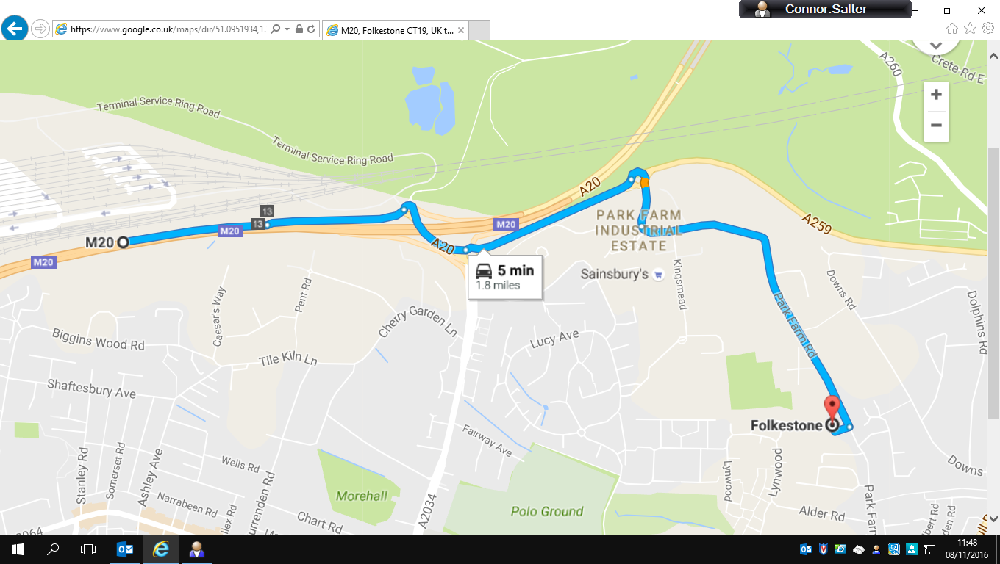 Connor.Salter
https://www.google.co.uk/maps/dir/51.0951934,1.
M20, Folkestone CT19, UK t...
A260
Crete Rd E
Terminal Service Ring Road
Terminal Service Ring Road
A20
13
13
M20
M20
M20
M20
A20
PARK FARM
INDUSTRIAL
ESTATE
A259
5 min
1.8 miles
Sainsbury's
Kingsmead
Downs Rd
Dolphins Rd
Park Farm Rd
Caesar's Way
Pent Rd
Cherry Garden Ln
Lucy Ave
Biggins Wood Rd
Tile Kiln Ln
Shaftesbury Ave
Folkestone
Fairway Ave
Stanley Rd
Somerset Rd
Ashley Ave
Wells Rd
Narrabeen Rd
Morehall
Polo Ground
Chart Rd
A2034
Lynwood
Lynwood
Alder Rd
Downs
Park Farm
11:48
08/11/2016